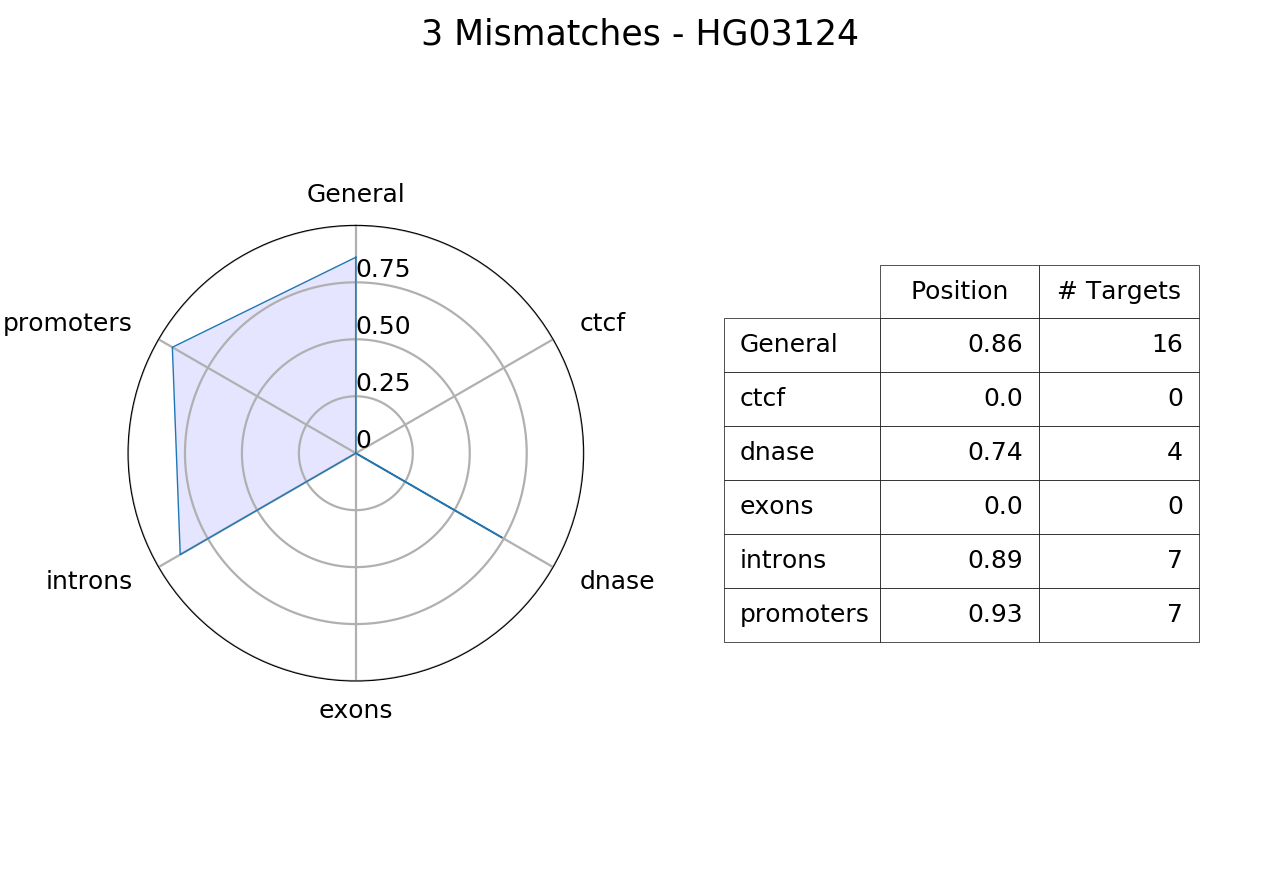 3 Mismatches - HG03124
General
0.75
promoters
ctcf
0.50
0.25
0
introns
dnase
exons
Position # Targets
General 0.86 16
ctcf 0.0 0
dnase 0.74 4
exons 0.0 0
introns 0.89 7
promoters 0.93 7